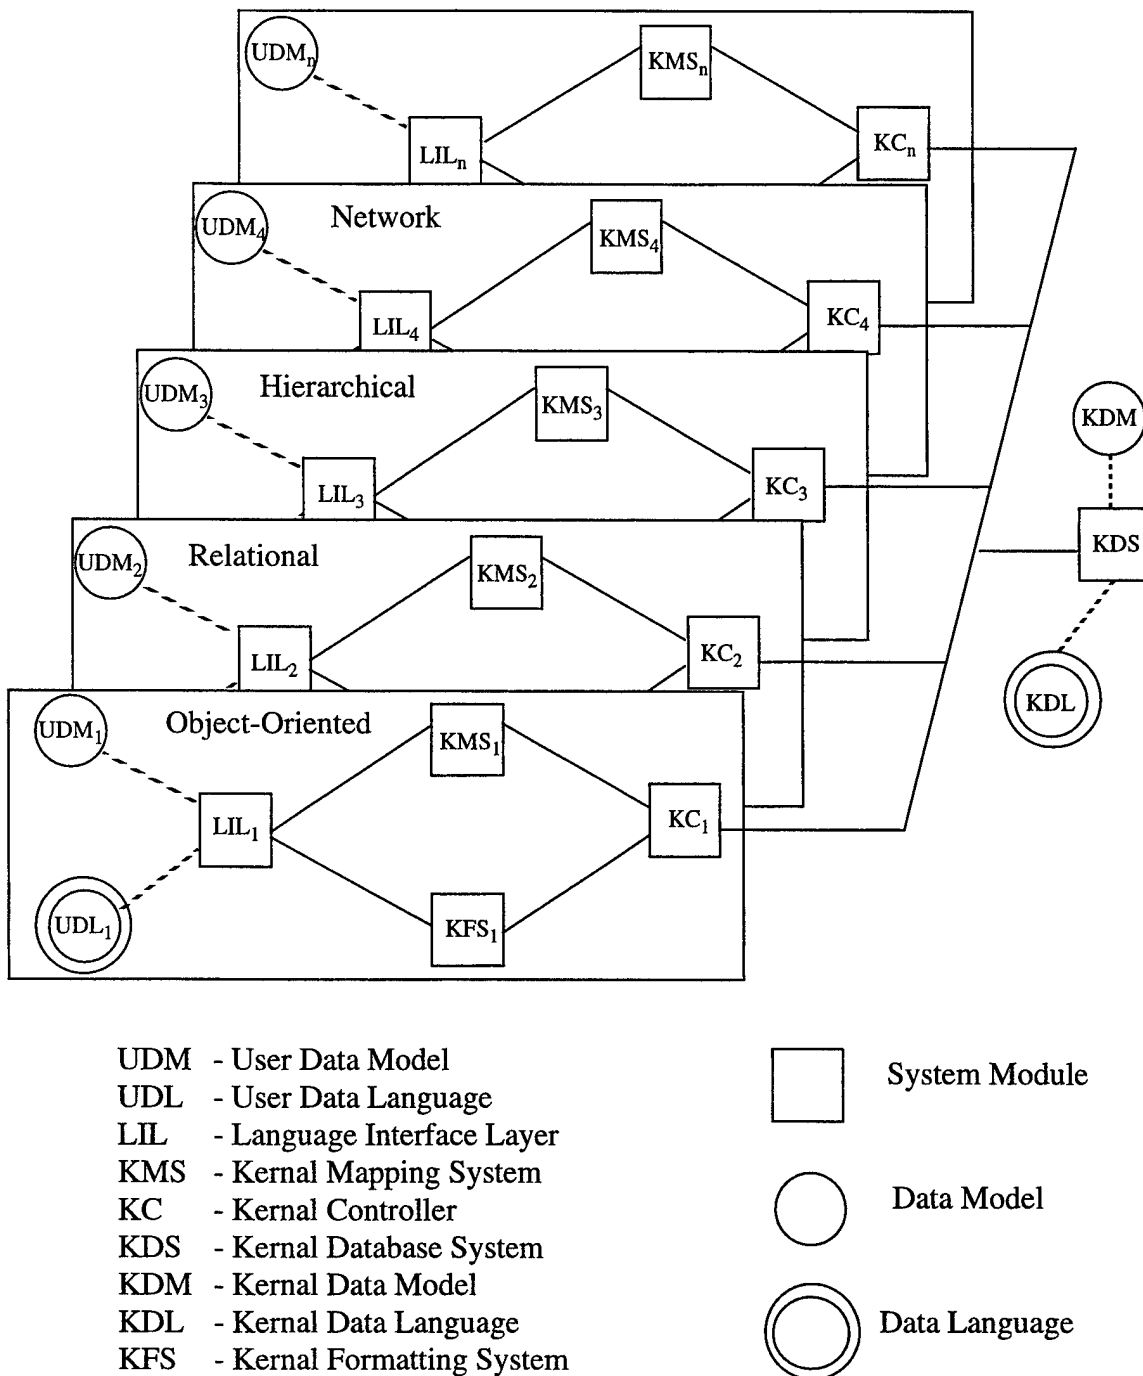 UDMn
KMSn
LILn
KCn
Network
UDM4
KMS4
LIL4
KC4
Hierarchical
UDM3
KMS3
LIL3
KC3
KDM
Relational
UDM2
KMS2
KDS
LIL2
KC2
KDL
Object-Oriented
UDM1
KMS1
LIL1
KC1
UDL1
KFS1
UDM - User Data Model
UDL - User Data Language
LIL - Language Interface Layer
KMS - Kernal Mapping System
KC - Kernal Controller
KDS - Kernal Database System
KDM - Kernal Data Model
KDL - Kernal Data Language
KFS - Kernal Formatting System
System Module
Data Model
Data Language